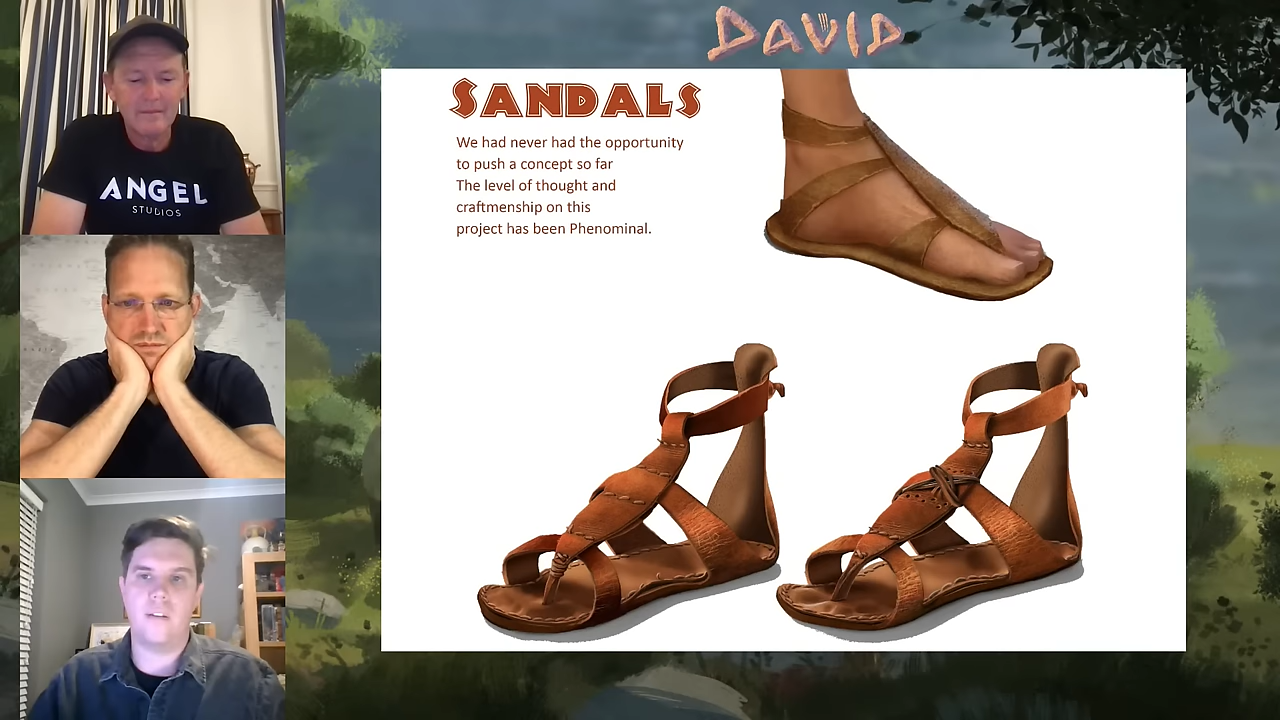 DAVID
SANDALS
We had never had the opportunity
to push a concept so far
The level of thought and
craftmenship on this
project has been Phenominal.
ANGEL
STUDIOS